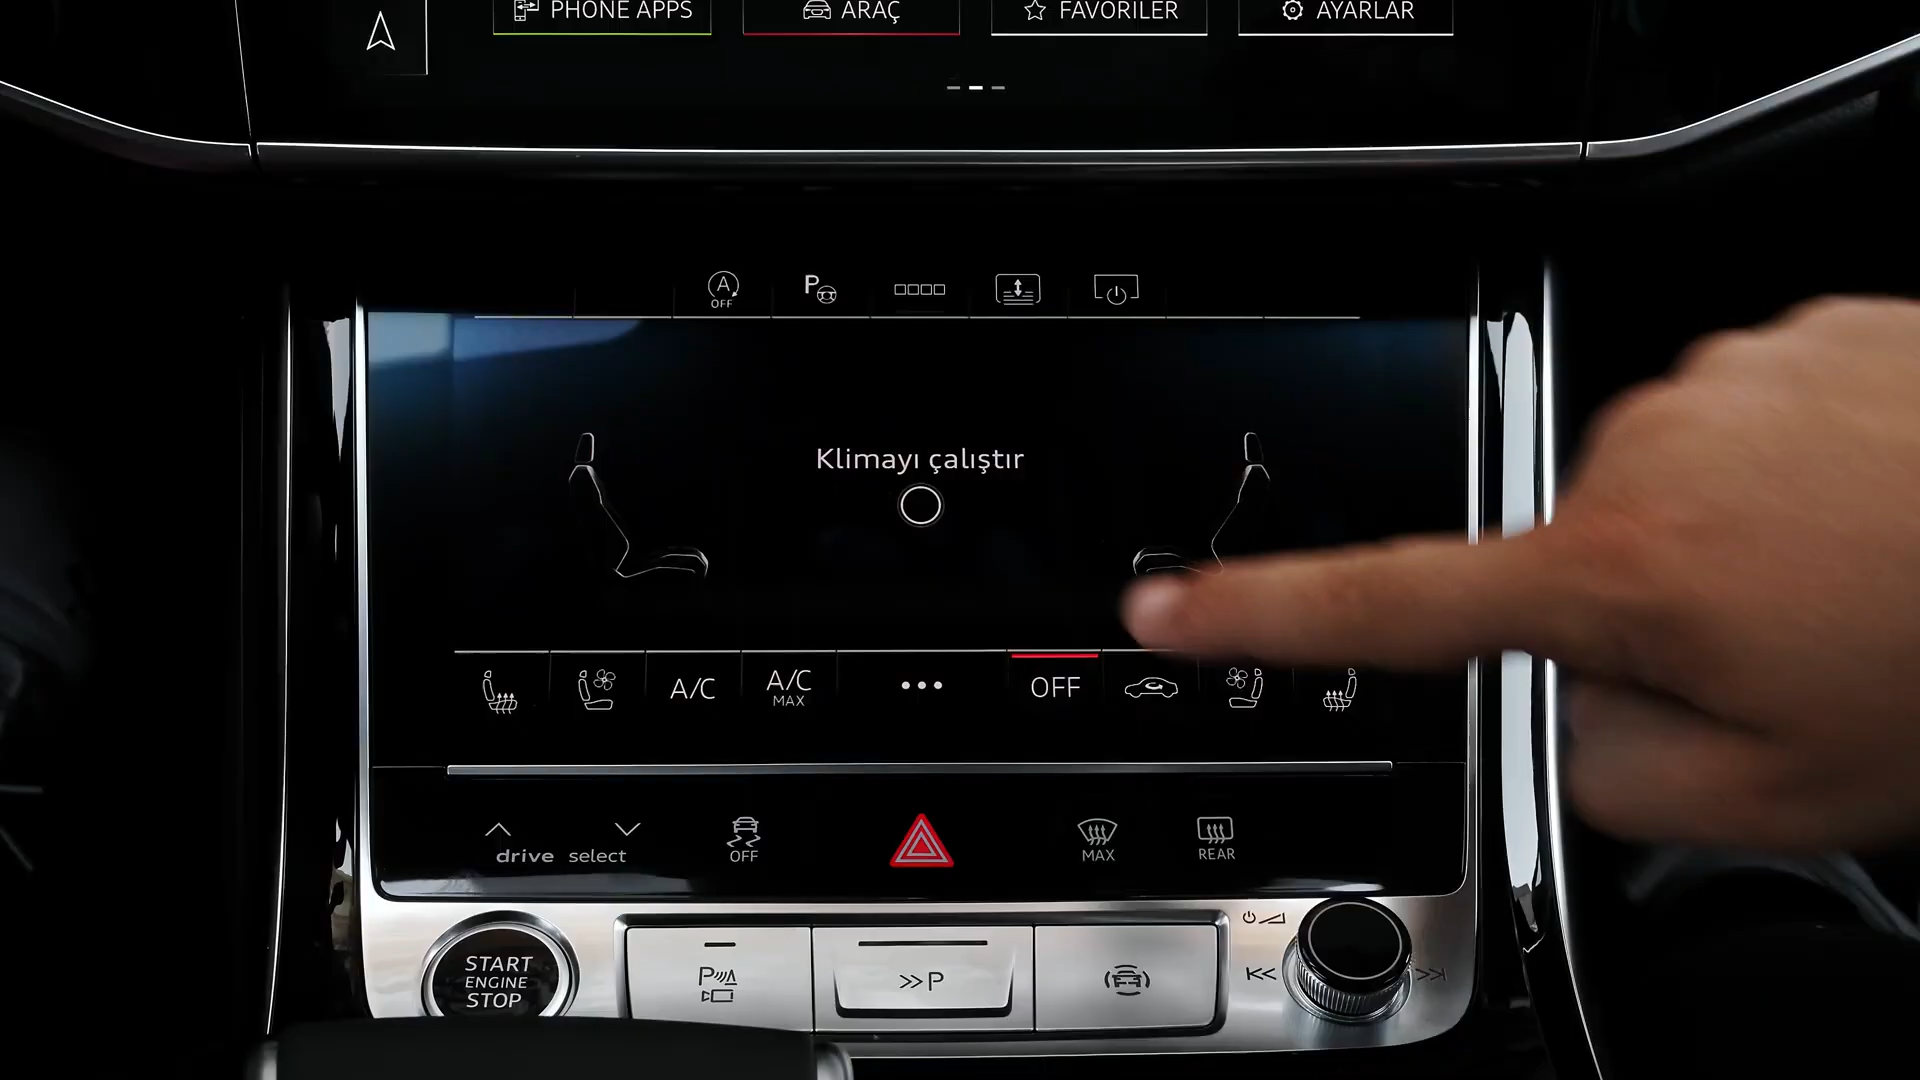 PHONE APPS
ARAÇ
FAVORİLER
AYARLAR
A
OFF
P
Klimayı çalıştır
A/C
A/C
MAX
OFF
drive select
OFF
MAX
REAR
START
ENGINE
STOP
P
>>P